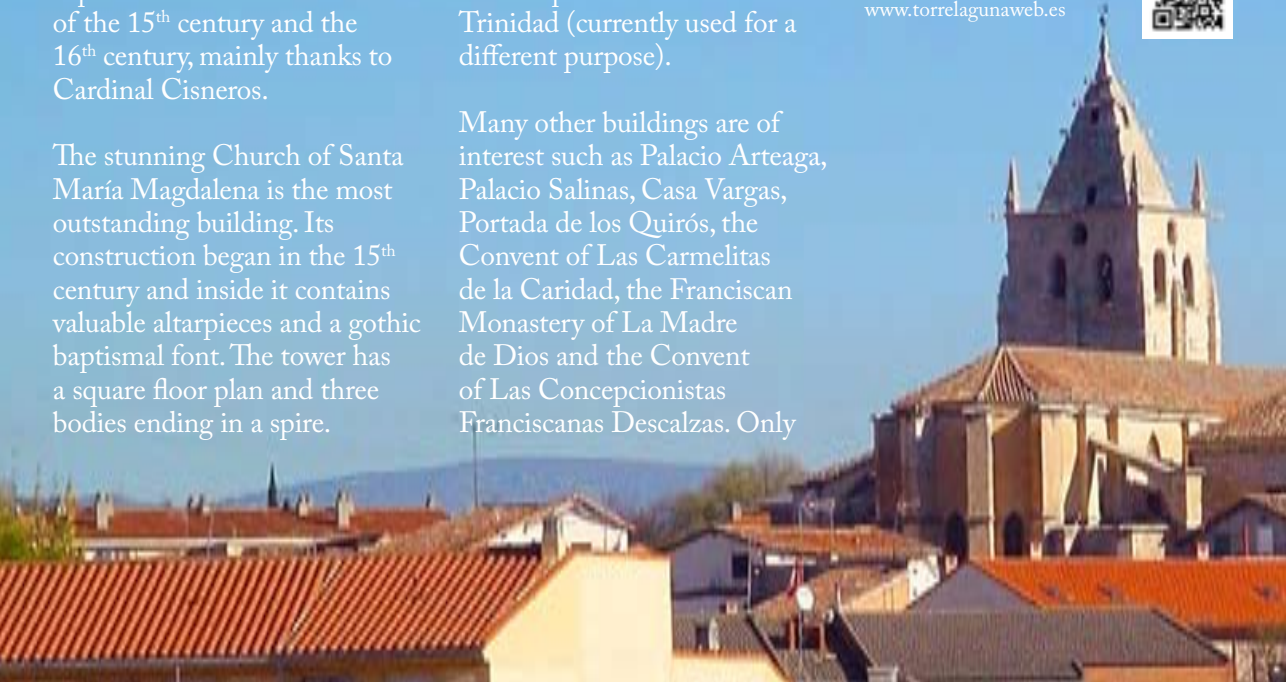 of the 15th century and the
16th century, mainly thanks to
Cardinal Cisneros.
The stunning Church of Santa
María Magdalena is the most
outstanding building. Its
construction began in the 15th
century and inside it contains
valuable altarpieces and a gothic
baptismal font. The tower has
a square floor plan and three
bodies ending in a spire.
Trinidad (currently used for a
different purpose).
Many other buildings are of
interest such as Palacio Arteaga,
Palacio Salinas, Casa Vargas,
Portada de los Quirós, the
Convent of Las Carmelitas
de la Caridad, the Franciscan
Monastery of La Madre
de Dios and the Convent
of Las Concepcionistas
Franciscanas Descalzas. Only
www.torrelagunaweb.es